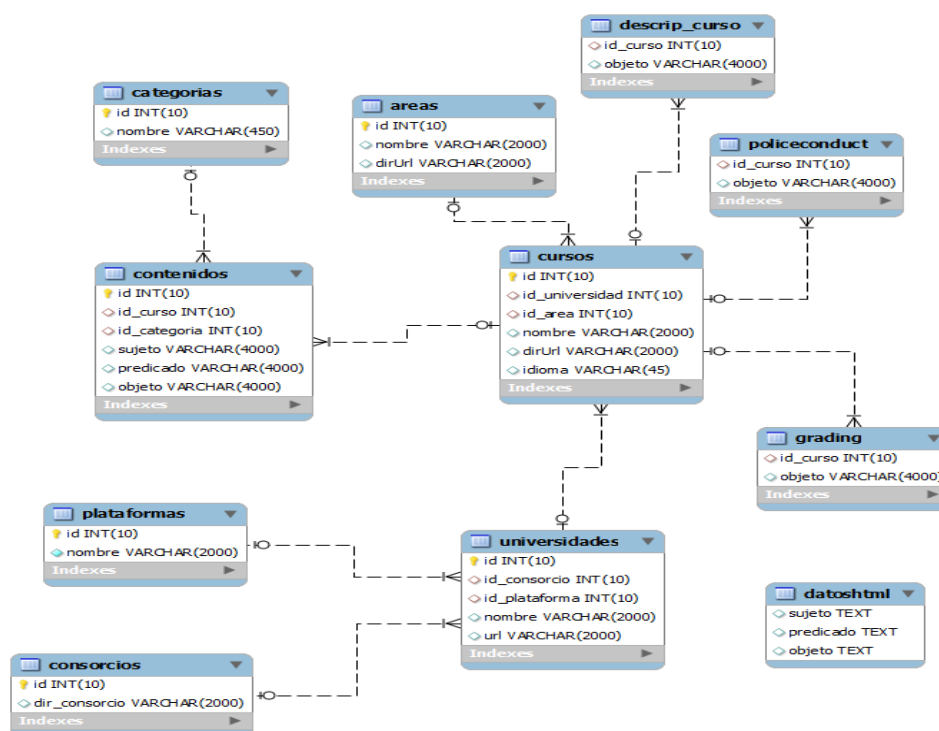 descrip_curso
id_curso INT(10)
objeto VARCHAR(4000)
Indexes
categorias
id INT(10)
nombre VARCHAR(450)
Indexes
areas
id INT(10)
nombre VARCHAR(2000)
dirUrl VARCHAR(2000)
Indexes
policeconduct
id_curso INT(10)
objeto VARCHAR(4000)
Indexes
contenidos
id INT(10)
id_curso INT(10)
id_categoria INT(10)
sujeto VARCHAR(4000)
predicado VARCHAR(4000)
objeto VARCHAR(4000)
Indexes
cursos
id INT(10)
id_universidad INT(10)
id_area INT(10)
nombre VARCHAR(2000)
dirUrl VARCHAR(2000)
idioma VARCHAR(45)
Indexes
grading
id_curso INT(10)
objeto VARCHAR(4000)
Indexes
plataformas
id INT(10)
nombre VARCHAR(2000)
Indexes
universidades
id INT(10)
id_consorcio INT(10)
id_plataforma INT(10)
nombre VARCHAR(2000)
url VARCHAR(2000)
Indexes
datoshtml
sujeto TEXT
predicado TEXT
objeto TEXT
consorcios
id INT(10)
dir_consorcio VARCHAR(2000)
Indexes